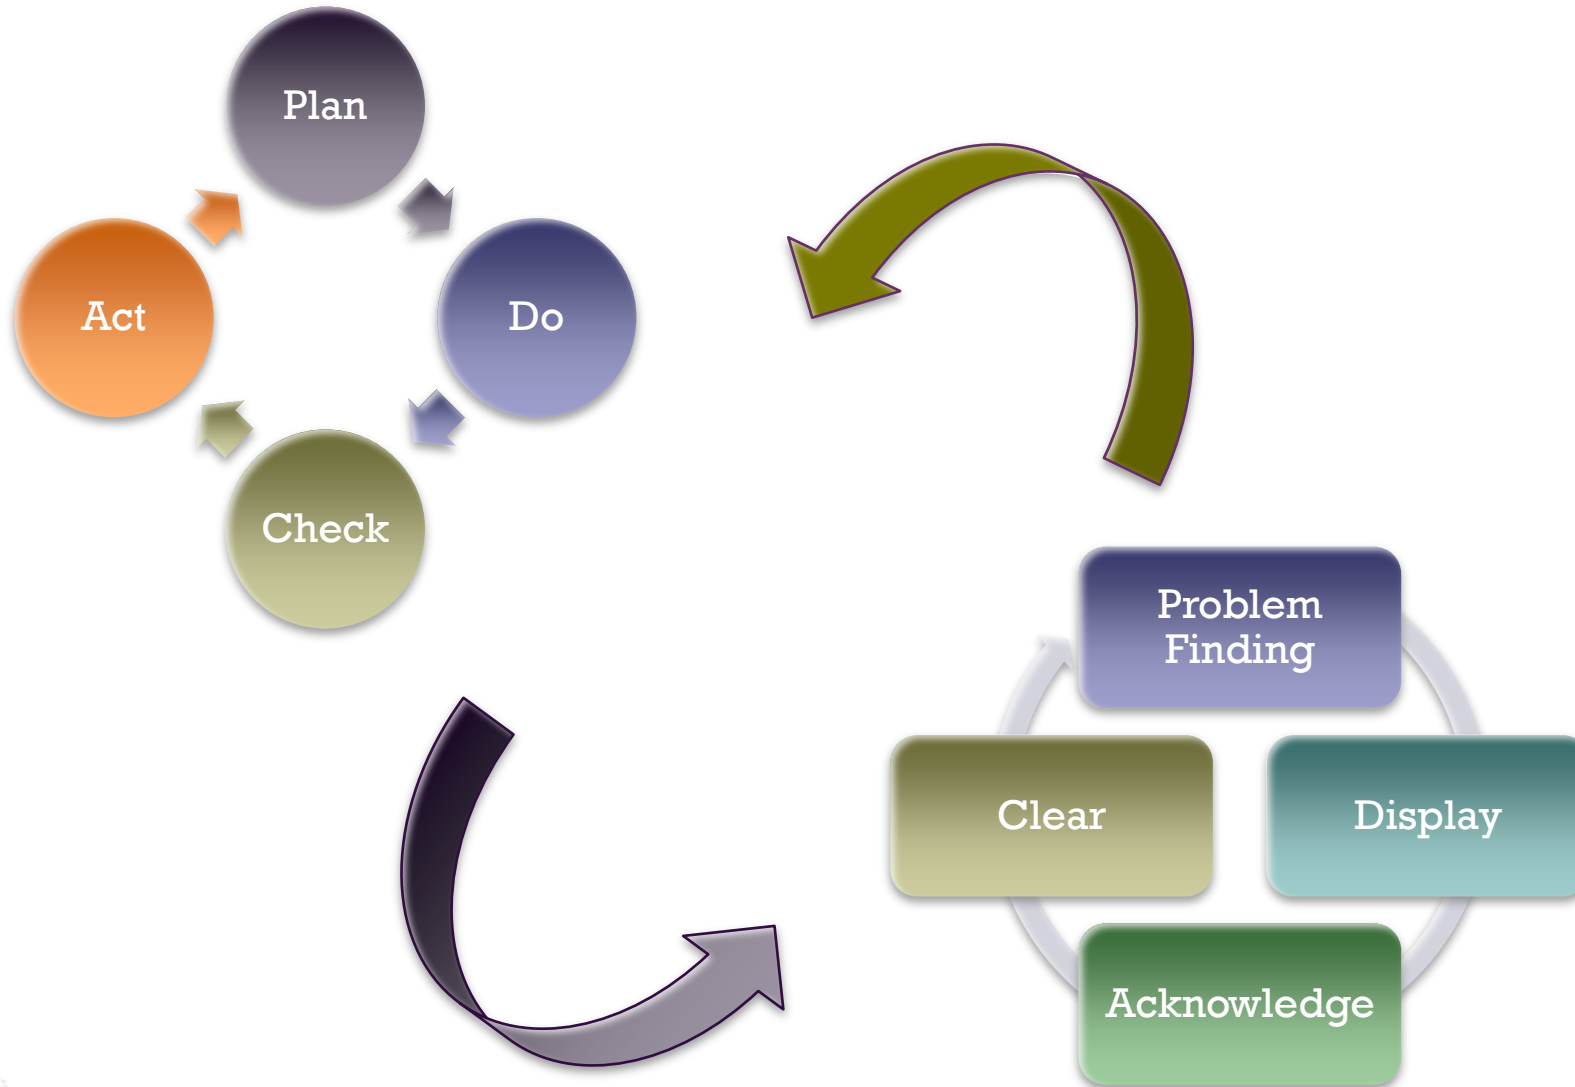 Plan
Do
Check
Act
Problem
Finding
Display
Acknowledge
Clear